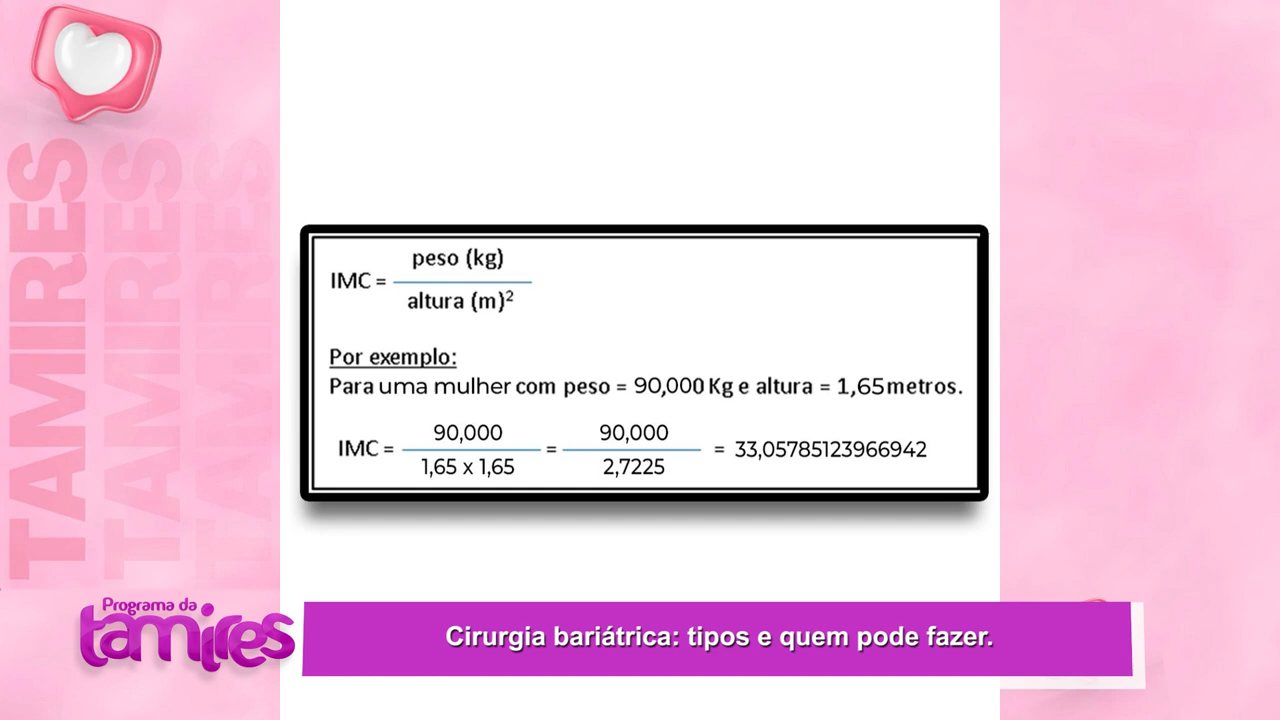 TAMIRES
TAMIRES
TAMIRES
IMC = peso (kg)
altura (m)²
Por exemplo:
Para uma mulher com peso = 90,000 Kg e altura = 1,65 metros.
IMC = 90,000 = 90,000 = 33,05785123966942
1,65 x 1,65 2,7225
Programa da
tamires
Cirurgia bariátrica: tipos e quem pode fazer.